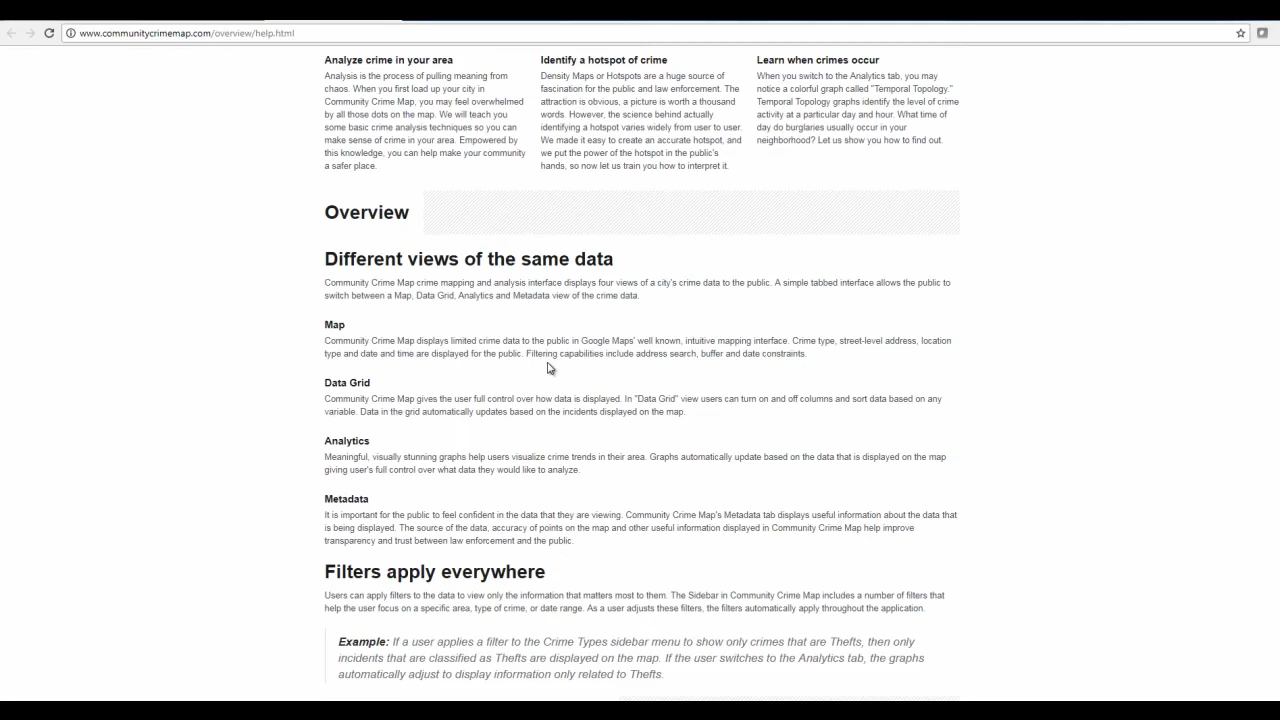 www.communitycrimemap.com/overview/help.html
Analyze crime in your area
Analysis is the process of pulling meaning from
chaos. When you first load up your city in
Community Crime Map, you may feel overwhelmed
by all those dots on the map. We will teach you
some basic crime analysis techniques so you can
make sense of crime in your area. Empowered by
this knowledge, you can help make your community
a safer place.
Identify a hotspot of crime
Density Maps or Hotspots are a huge source of
fascination for the public and law enforcement. The
attraction is obvious, a picture is worth a thousand
words. However, the science behind actually
identifying a hotspot varies widely from user to user.
We made it easy to create an accurate hotspot, and
we put the power of the hotspot in the public's
hands, so now let us train you how to interpret it.
Learn when crimes occur
When you switch to the Analytics tab, you may
notice a colorful graph called "Temporal Topology."
Temporal Topology graphs identify the level of crime
activity at a particular day and hour. What time of
day do burglaries usually occur in your
neighborhood? Let us show you how to find out.
Overview
Different views of the same data
Community Crime Map crime mapping and analysis interface displays four views of a city's crime data to the public. A simple tabbed interface allows the public to
switch between a Map, Data Grid, Analytics and Metadata view of the crime data.
Map
Community Crime Map displays limited crime data to the public in Google Maps' well known, intuitive mapping interface. Crime type, street-level address, location
type and date and time are displayed for the public. Filtering capabilities include address search, buffer and date constraints.
Data Grid
Community Crime Map gives the user full control over how data is displayed. In "Data Grid" view users can turn on and off columns and sort data based on any
variable. Data in the grid automatically updates based on the incidents displayed on the map.
Analytics
Meaningful, visually stunning graphs help users visualize crime trends in their area. Graphs automatically update based on the data that is displayed on the map
giving user's full control over what data they would like to analyze.
Metadata
It is important for the public to feel confident in the data that they are viewing. Community Crime Map's Metadata tab displays useful information about the data that
is being displayed. The source of the data, accuracy of points on the map and other useful information displayed in Community Crime Map help improve
transparency and trust between law enforcement and the public.
Filters apply everywhere
Users can apply filters to the data to view only the information that matters most to them. The Sidebar in Community Crime Map includes a number of filters that
help the user focus on a specific area, type of crime, or date range. As a user adjusts these filters, the filters automatically apply throughout the application.
Example: If a user applies a filter to the Crime Types sidebar menu to show only crimes that are Thefts, then only
incidents that are classified as Thefts are displayed on the map. If the user switches to the Analytics tab, the graphs
automatically adjust to display information only related to Thefts.